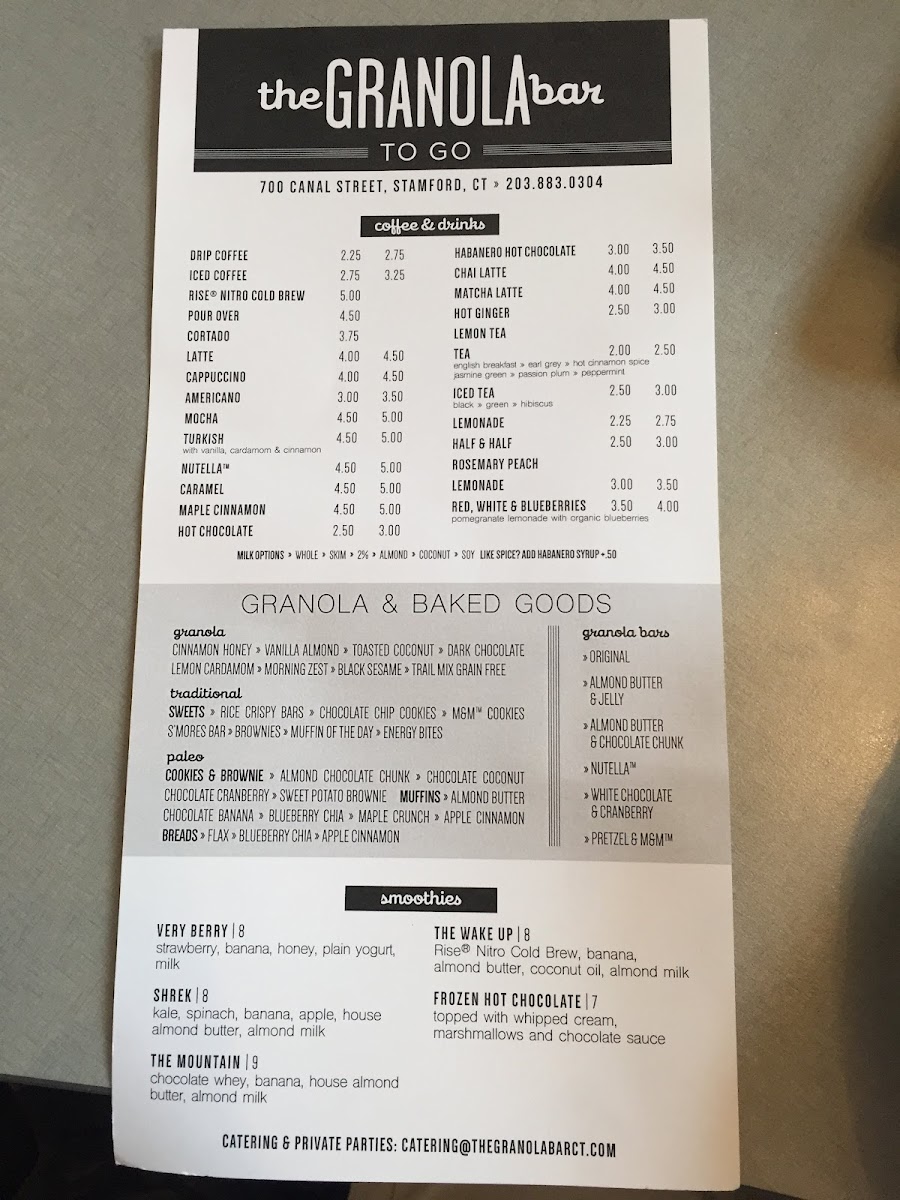 the GRANOLA bar
TO GO
700 CANAL STREET, STAMFORD, CT » 203.883.0304
coffee & drinks
DRIP COFFEE 2.25 2.75
ICED COFFEE 2.75 3.25
RISE® NITRO COLD BREW 5.00
POUR OVER 4.50
CORTADO 3.75
LATTE 4.00 4.50
CAPPUCCINO 4.00 4.50
AMERICANO 3.00 3.50
MOCHA 4.50 5.00
TURKISH 4.50 5.00
with vanilla, cardamom & cinnamon
NUTELLA™ 4.50 5.00
CARAMEL 4.50 5.00
MAPLE CINNAMON 4.50 5.00
HOT CHOCOLATE 2.50 3.00
HABANERO HOT CHOCOLATE 3.00 3.50
CHAI LATTE 4.00 4.50
MATCHA LATTE 4.00 4.50
HOT GINGER 2.50 3.00
LEMON TEA
TEA 2.00 2.50
english breakfast » earl grey » hot cinnamon spice
jasmine green » passion plum » peppermint
ICED TEA 2.50 3.00
black » green » hibiscus
LEMONADE 2.25 2.75
HALF & HALF 2.50 3.00
ROSEMARY PEACH
LEMONADE 3.00 3.50
RED, WHITE & BLUEBERRIES 3.50 4.00
pomegranate lemonade with organic blueberries
MILK OPTIONS » WHOLE » SKIM » 2% » ALMOND » COCONUT » SOY LIKE SPICE? ADD HABANERO SYRUP +.50
GRANOLA & BAKED GOODS
granola
CINNAMON HONEY » VANILLA ALMOND » TOASTED COCONUT » DARK CHOCOLATE
LEMON CARDAMOM » MORNING ZEST » BLACK SESAME » TRAIL MIX GRAIN FREE
traditional
SWEETS » RICE CRISPY BARS » CHOCOLATE CHIP COOKIES » M&M™ COOKIES
S'MORES BAR » BROWNIES » MUFFIN OF THE DAY » ENERGY BITES
paleo
COOKIES & BROWNIE » ALMOND CHOCOLATE CHUNK » CHOCOLATE COCONUT
CHOCOLATE CRANBERRY » SWEET POTATO BROWNIE MUFFINS » ALMOND BUTTER
CHOCOLATE BANANA » BLUEBERRY CHIA » MAPLE CRUNCH » APPLE CINNAMON
BREADS » FLAX » BLUEBERRY CHIA » APPLE CINNAMON
granola bars
» ORIGINAL
» ALMOND BUTTER
& JELLY
» ALMOND BUTTER
& CHOCOLATE CHUNK
» NUTELLA™
» WHITE CHOCOLATE
& CRANBERRY
» PRETZEL & M&M™
smoothies
VERY BERRY | 8
strawberry, banana, honey, plain yogurt,
milk
SHREK | 8
kale, spinach, banana, apple, house
almond butter, almond milk
THE MOUNTAIN | 9
chocolate whey, banana, house almond
butter, almond milk
THE WAKE UP | 8
Rise® Nitro Cold Brew, banana,
almond butter, coconut oil, almond milk
FROZEN HOT CHOCOLATE | 7
topped with whipped cream,
marshmallows and chocolate sauce
CATERING & PRIVATE PARTIES: CATERING@THEGRANOLABARCT.COM